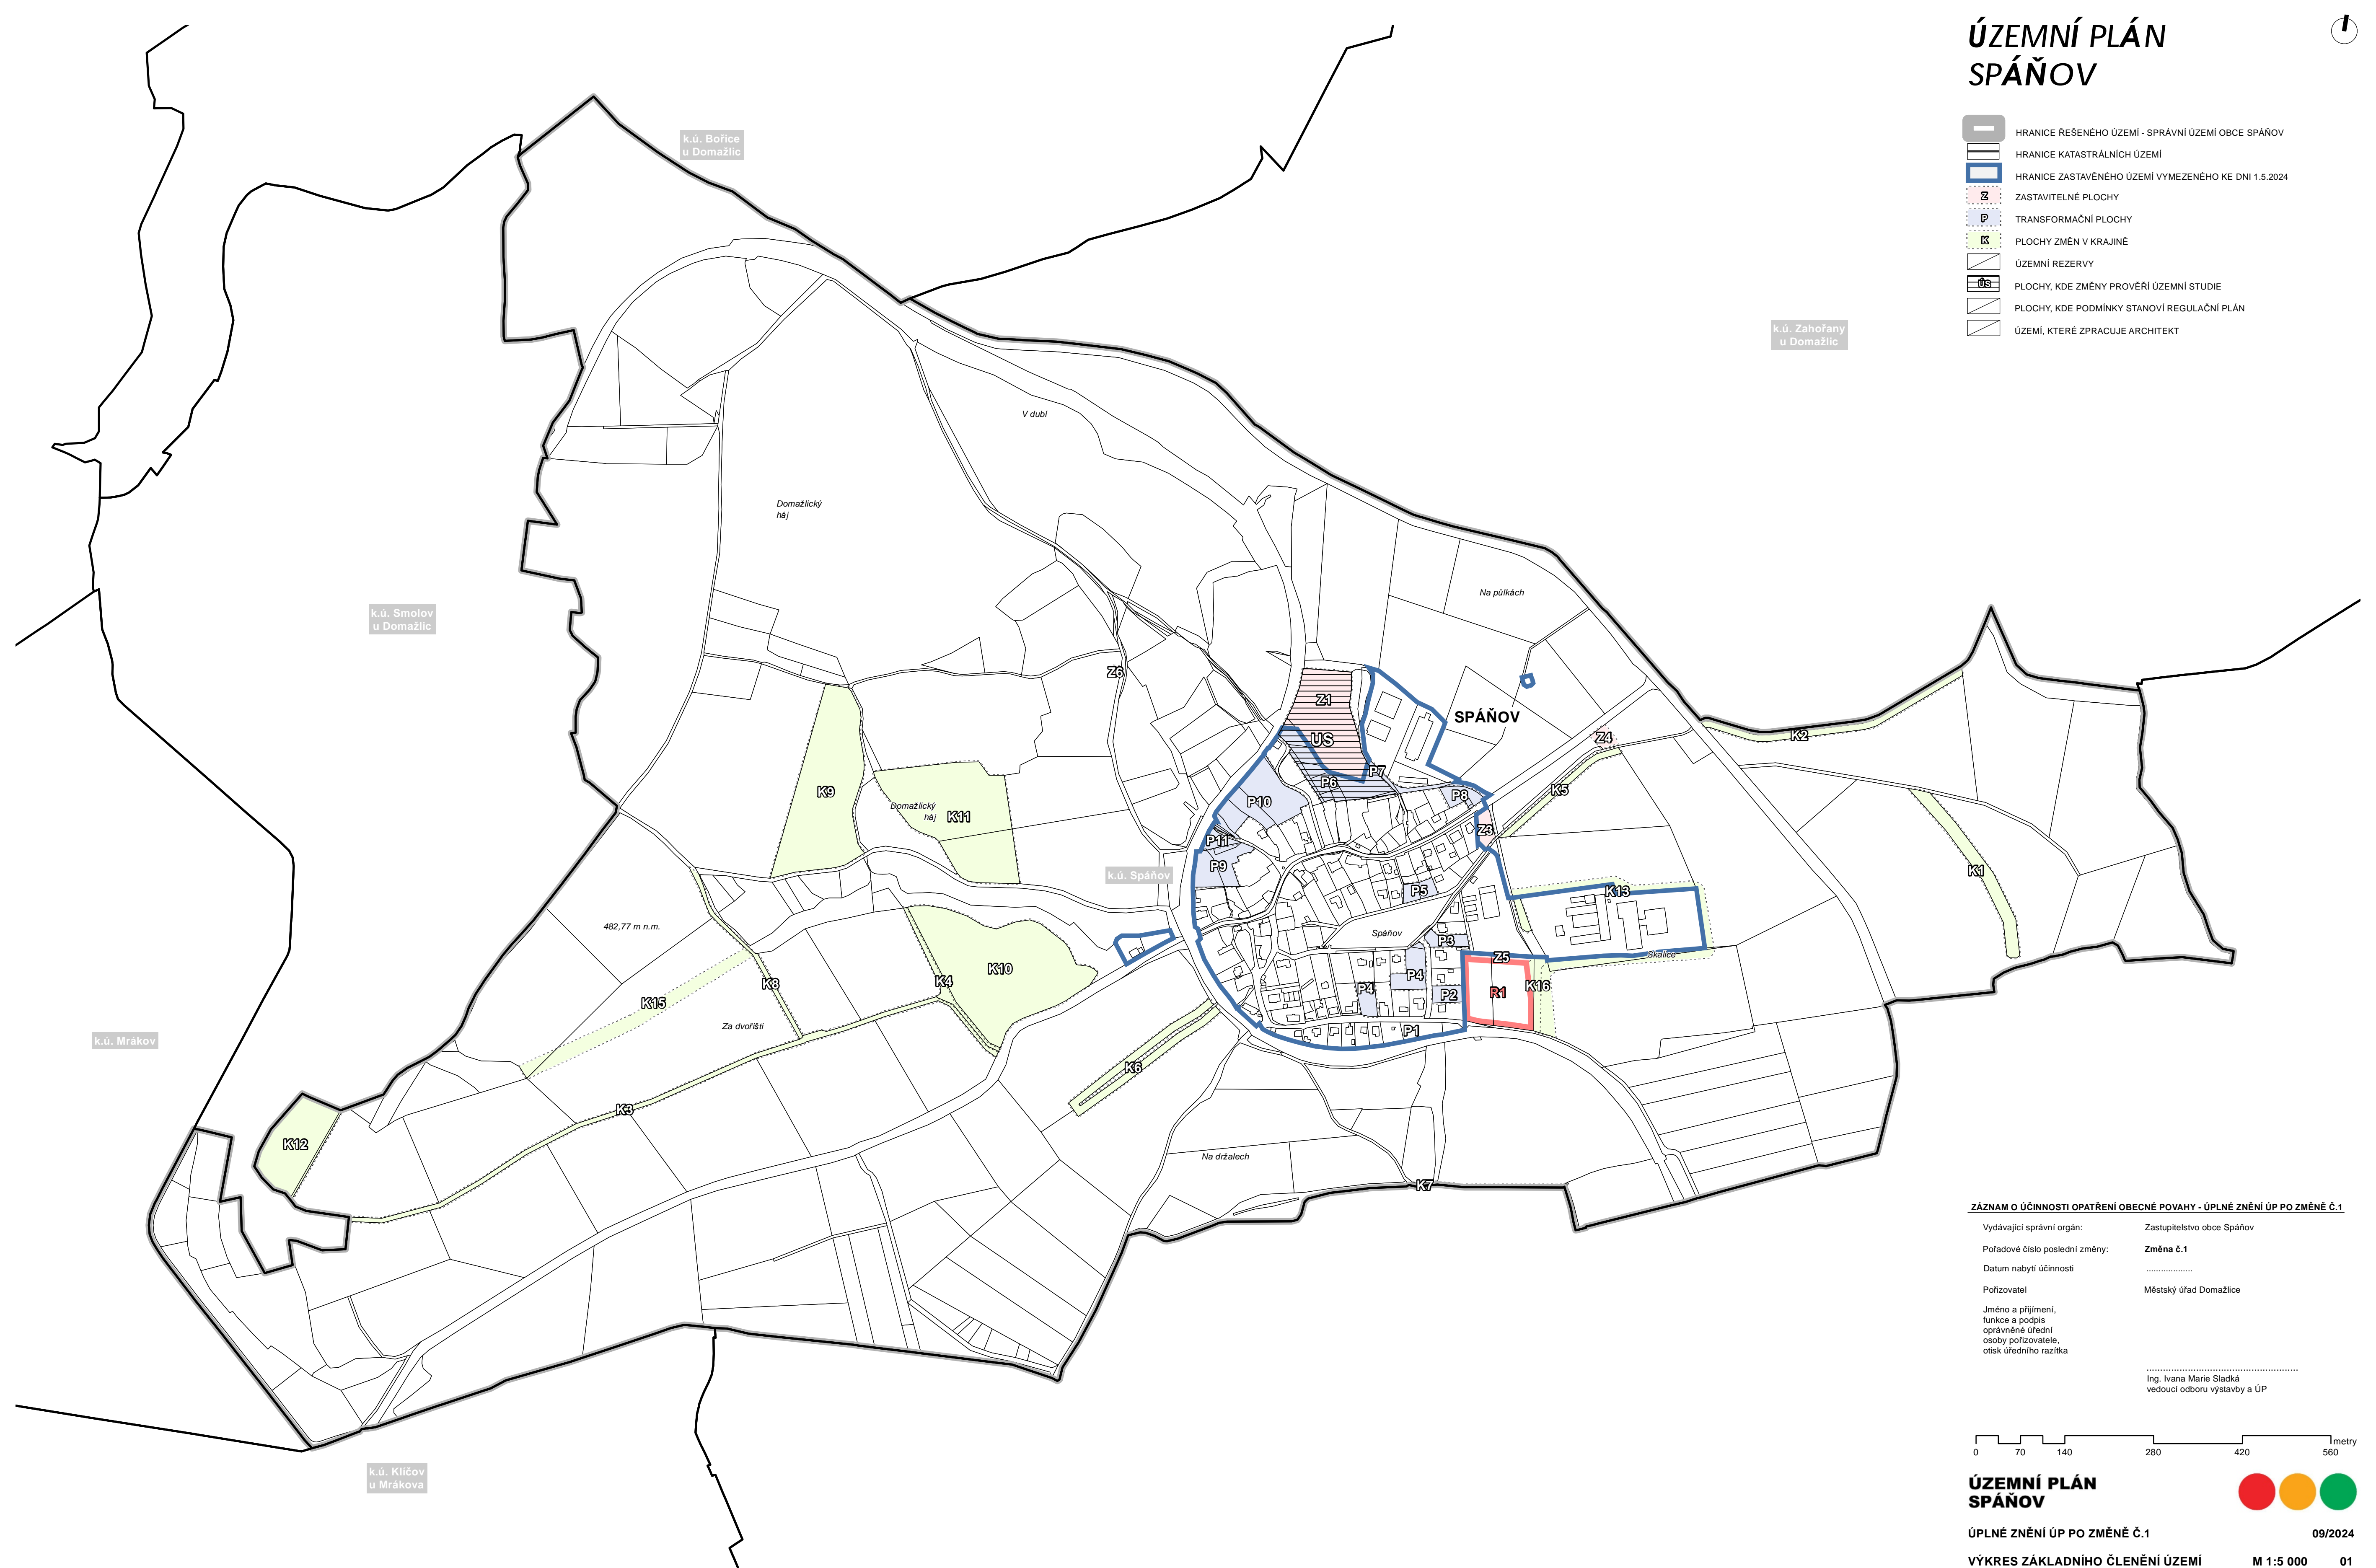 ÚZEMNÍ PLÁN
SPÁŇOV
HRANICE ŘEŠENÉHO ÚZEMÍ - SPRÁVNÍ ÚZEMÍ OBCE SPÁŇOV
HRANICE KATASTRÁLNÍCH ÚZEMÍ
HRANICE ZASTAVĚNÉHO ÚZEMÍ VYMEZENÉHO KE DNI 1.5.2024
Z ZASTAVITELNÉ PLOCHY
P TRANSFORMAČNÍ PLOCHY
K PLOCHY ZMĚN V KRAJINĚ
ÚZEMNÍ REZERVY
ÚS PLOCHY, KDE ZMĚNY PROVĚŘÍ ÚZEMNÍ STUDIE
PLOCHY, KDE PODMÍNKY STANOVÍ REGULAČNÍ PLÁN
ÚZEMÍ, KTERÉ ZPRACUJE ARCHITEKT
k.ú. Bořice
u Domažlic
k.ú. Zahořany
u Domažlic
V dubí
Domažlický
háj
Na půlkách
k.ú. Smolov
u Domažlic
Z6
Z1
SPÁŇOV
US
Z4
K2
P7
P6
P10
P8
K5
K9
Domažlický
háj
K11
Z3
P11
P9
k.ú. Spáňov
K1
P5
K13
482,77 m n.m.
Spáňov
P3
Skalice
Z5
K10
K4
K8
P4
P4
P2
R1
K16
K15
Za dvořišti
P1
k.ú. Mrákov
K6
K3
K12
Na držalech
K7
k.ú. Klíčov
u Mrákova
ZÁZNAM O ÚČINNOSTI OPATŘENÍ OBECNÉ POVAHY - ÚPLNÉ ZNĚNÍ ÚP PO ZMĚNĚ Č.1
Vydávající správní orgán: Zastupitelstvo obce Spáňov
Pořadové číslo poslední změny: Změna č.1
Datum nabytí účinnosti ...................
Pořizovatel Městský úřad Domažlice
Jméno a přijímení,
funkce a podpis
oprávněné úřední
osoby pořizovatele,
otisk úředního razítka
Ing. Ivana Marie Sladká
vedoucí odboru výstavby a ÚP
metry
0 70 140 280 420 560
ÚZEMNÍ PLÁN
SPÁŇOV
ÚPLNÉ ZNĚNÍ ÚP PO ZMĚNĚ Č.1 09/2024
VÝKRES ZÁKLADNÍHO ČLENĚNÍ ÚZEMÍ M 1:5 000 01